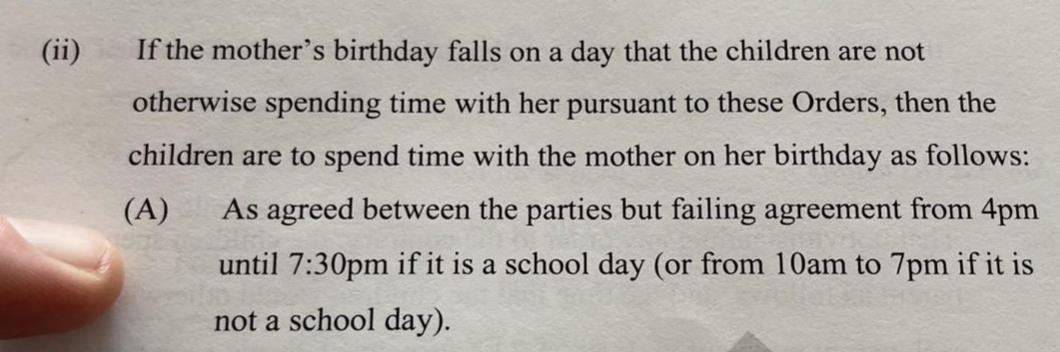 (ii) If the mother's birthday falls on a day that the children are not
otherwise spending time with her pursuant to these Orders, then the
children are to spend time with the mother on her birthday as follows:
(A) As agreed between the parties but failing agreement from 4pm
until 7:30pm if it is a school day (or from 10am to 7pm if it is
not a school day).